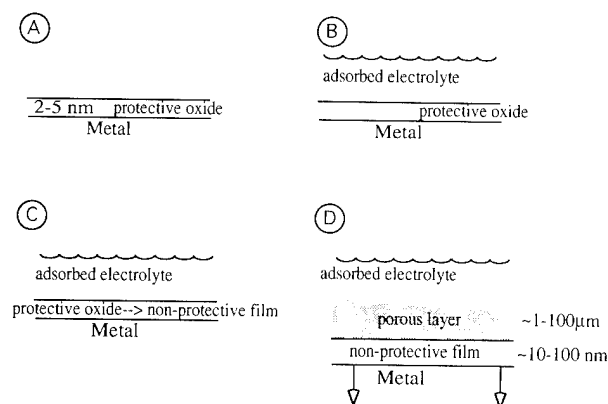 A
2-5 nm protective oxide
Metal
B
adsorbed electrolyte
protective oxide
Metal
C
adsorbed electrolyte
protective oxide--> non-protective film
Metal
D
adsorbed electrolyte
porous layer ~1-100μm
non-protective film ~10-100 nm
Metal